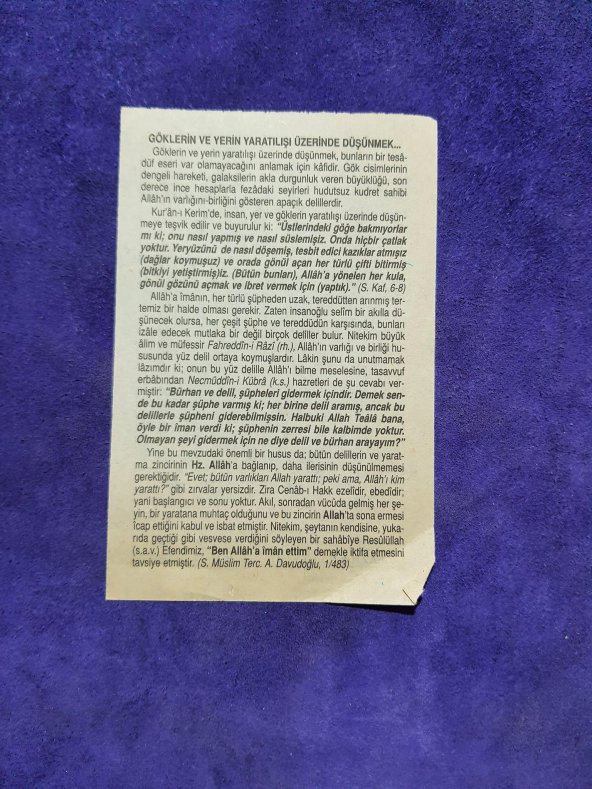 GÖKLERİN VE YERİN YARATILIŞI ÜZERİNDE DÜŞÜNMEK...
Göklerin ve yerin yaratılışı üzerinde düşünmek, bunların bir tesâ-
düf eseri var olamayacağını anlamak için kâfidir. Gök cisimlerinin
dengeli hareketi, galaksilerin akla durgunluk veren büyüklüğü, son
derece ince hesaplarla fezâdaki seyirleri hudutsuz kudret sahibi
Allâh'ın varlığını-birliğini gösteren apaçık delillerdir.
Kur'ân-ı Kerim'de, insan, yer ve göklerin yaratılışı üzerinde düşün-
meye teşvik edilir ve buyurulur ki: "Üstlerindeki göğe bakmıyorlar
mı ki; onu nasıl yapmış ve nasıl süslemişiz. Onda hiçbir çatlak
yoktur. Yeryüzünü de nasıl döşemiş, tesbit edici kazıklar atmışız
(dağlar koymuşuz) ve orada gönül açan her türlü çifti bitirmiş
(bitkiyi yetiştirmiş)iz. (Bütün bunları), Allâh'a yönelen her kula,
gönül gözünü açmak ve ibret vermek için (yaptık)." (S. Kaf, 6-8)
Allâh'a îmânın, her türlü şüpheden uzak, tereddütten arınmış ter-
temiz bir halde olması gerekir. Zaten insanoğlu selîm bir akılla dü-
şünecek olursa, her çeşit şüphe ve tereddüdün karşısında, bunları
izâle edecek mutlaka bir değil birçok deliller bulur. Nitekim büyük
âlim ve müfessir Fahreddîn-i Râzî (rh.), Allâh'ın varlığı ve birliği hu-
susunda yüz delil ortaya koymuşlardır. Lâkin şunu da unutmamak
lâzımdır ki; onun bu yüz delille Allâh'ı bilme meselesine, tasavvuf
erbâbından Necmüddîn-i Kübrâ (k.s.) hazretleri de şu cevabı ver-
miştir: "Bürhan ve delil, şüpheleri gidermek içindir. Demek sen-
de bu kadar şüphe varmış ki; her birine delil aramış, ancak bu
delillerle şüpheni giderebilmişsin. Halbuki Allah Teâlâ bana,
öyle bir îman verdi ki; şüphenin zerresi bile kalbimde yoktur.
Olmayan şeyi gidermek için ne diye delil ve bürhan arayayım?"
Yine bu mevzudaki önemli bir husus da; bütün delillerin ve yarat-
ma zincirinin Hz. Allâh'a bağlanıp, daha ilerisinin düşünülmemesi
gerektiğidir. "Evet; bütün varlıkları Allah yarattı; peki ama, Allâh'ı kim
yarattı?" gibi zırvalar yersizdir. Zira Cenâb-ı Hakk ezelîdir, ebedîdir;
yani başlangıcı ve sonu yoktur. Akıl, sonradan vücûda gelmiş her şe-
yin, bir yaratana muhtaç olduğunu ve bu zincirin Allah'ta sona ermesi
îcap ettiğini kabul ve isbat etmiştir. Nitekim, şeytanın kendisine, yuka-
rıda geçtiği gibi vesvese verdiğini söyleyen bir sahâbîye Resûlüllah
(s.a.v.) Efendimiz, "Ben Allâh'a îmân ettim" demekle iktifa etmesini
tavsiye etmiştir. (S. Müslim Terc. A. Davudoğlu, 1/483)